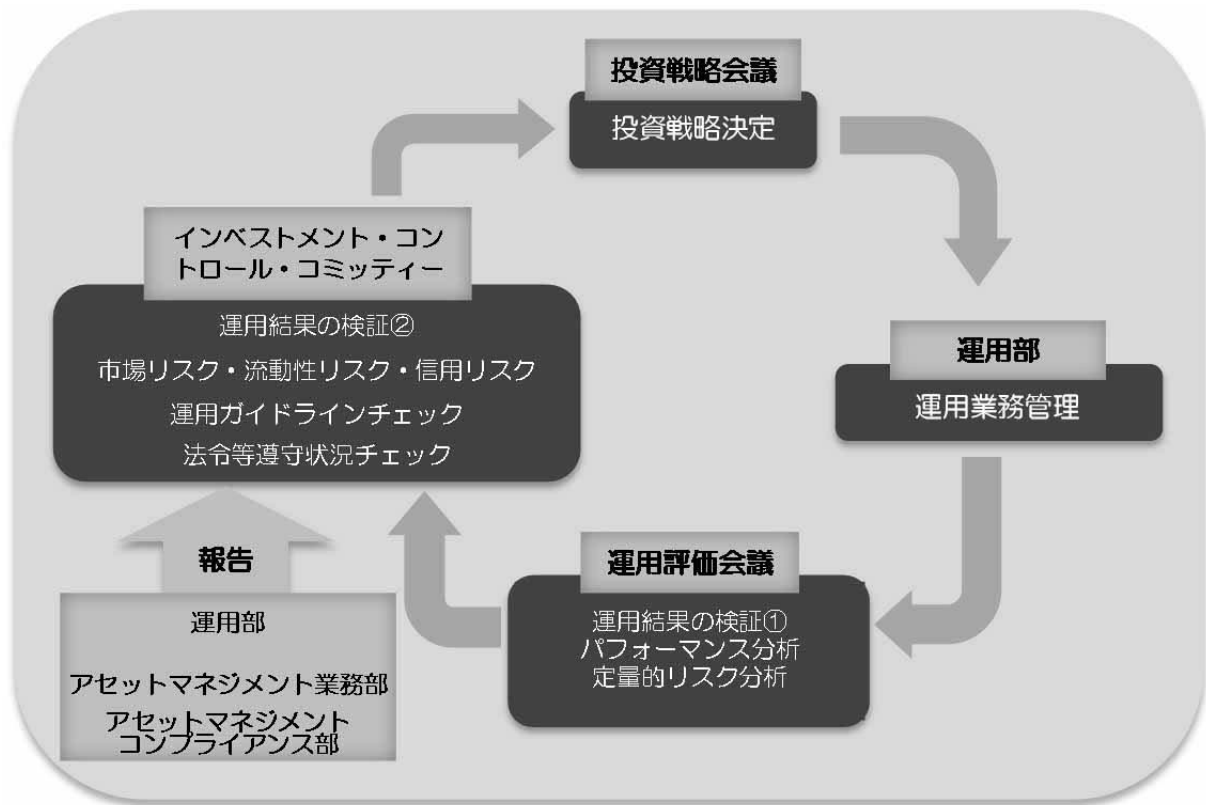 投資戦略会議
投資戦略決定
運用部
運用業務管理
運用評価会議
運用結果の検証①
パフォーマンス分析
定量的リスク分析
インベストメント・コン
トロール・コミッティー
運用結果の検証②
市場リスク・流動性リスク・信用リスク
運用ガイドラインチェック
法令等遵守状況チェック
報告
運用部
アセットマネジメント業務部
アセットマネジメント
コンプライアンス部